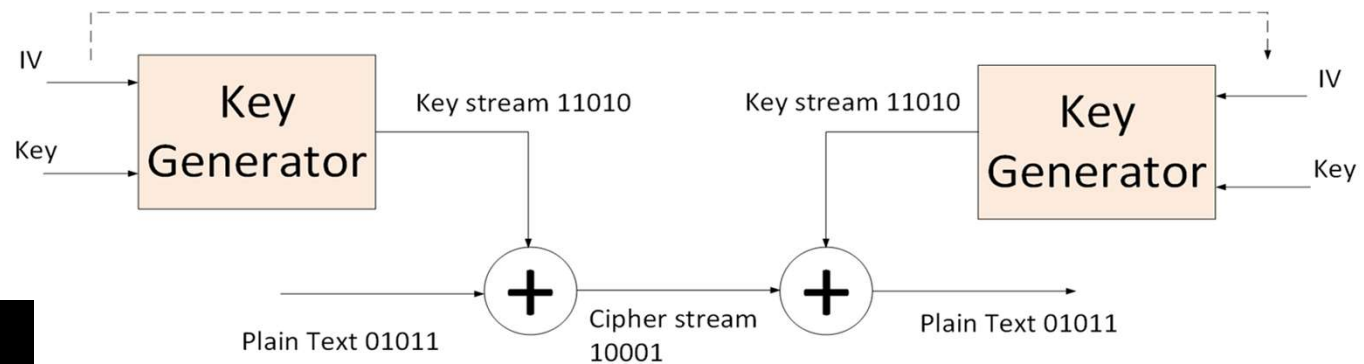 IV
Key
Key
Generator
Key stream 11010
Key stream 11010
Key
Generator
IV
Key
Plain Text 01011
Cipher stream
10001
Plain Text 01011